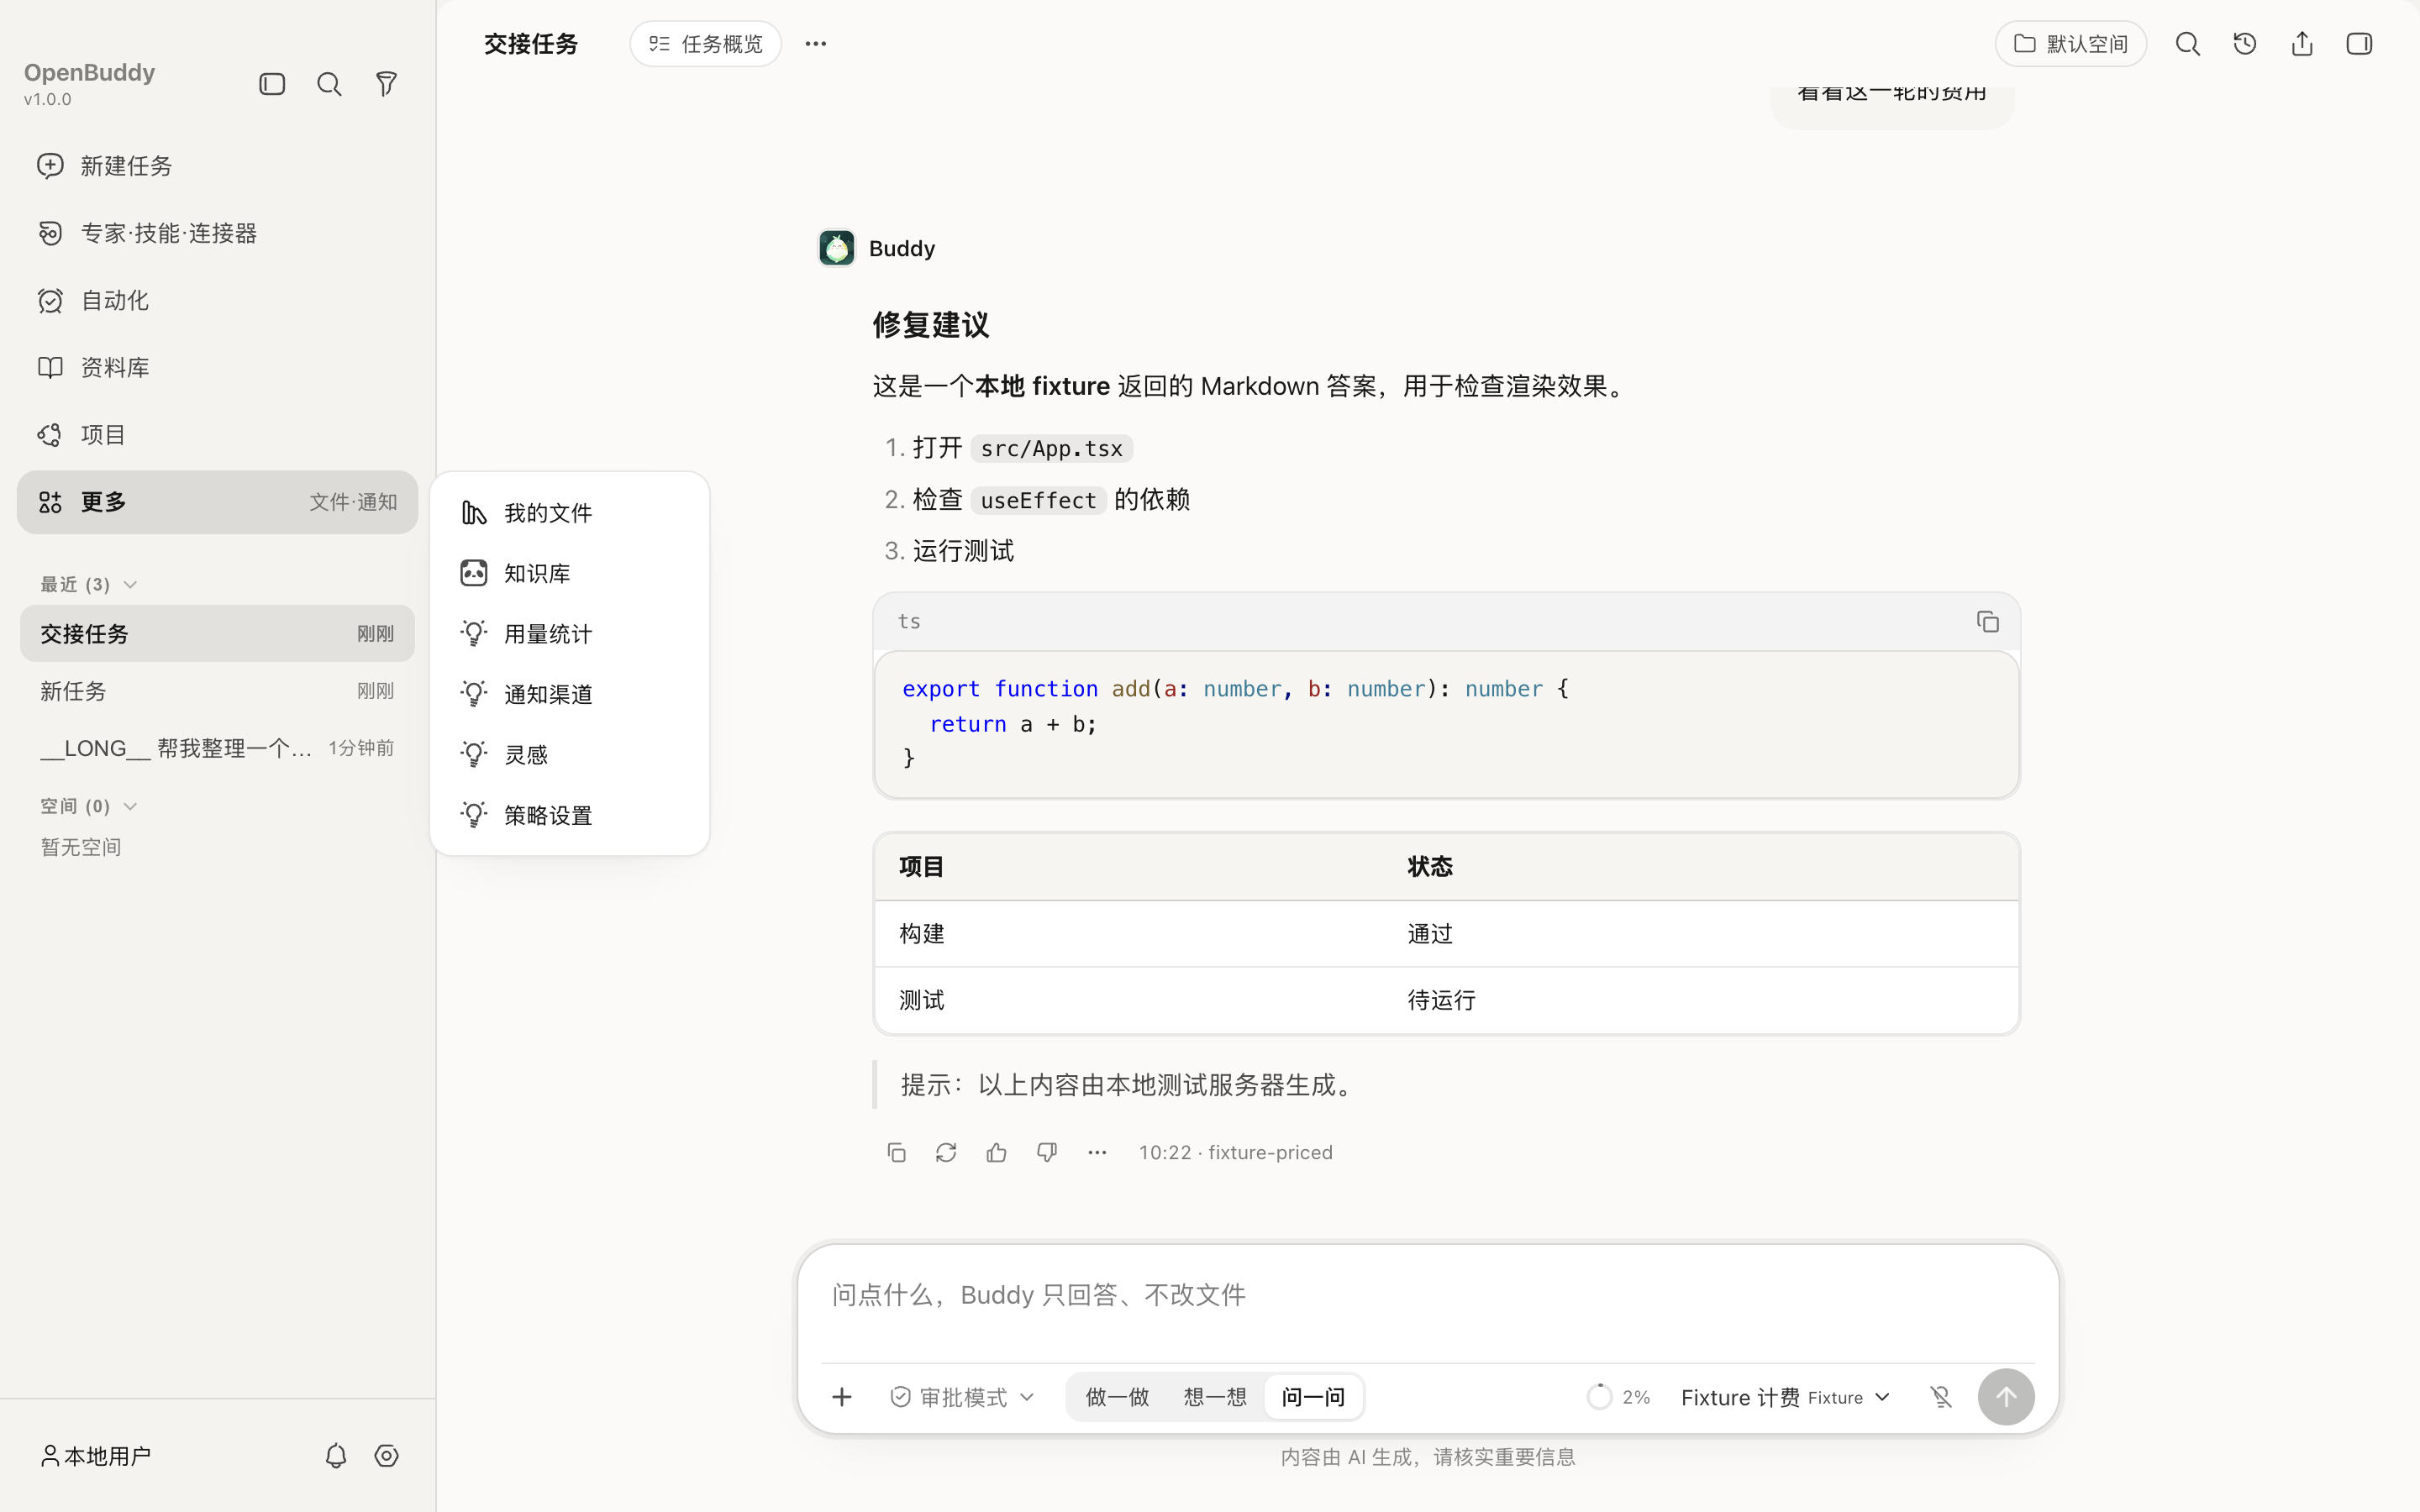 OpenBuddy
v1.0.0
新建任务
专家·技能·连接器
自动化
资料库
项目
更多 文件·通知
最近 (3)
交接任务 刚刚
新任务 刚刚
__LONG__ 帮我整理一个… 1分钟前
空间 (0)
暂无空间
本地用户
我的文件
知识库
用量统计
通知渠道
灵感
策略设置
交接任务 任务概览 默认空间
看看这一轮的费用
Buddy
修复建议
这是一个本地 fixture 返回的 Markdown 答案，用于检查渲染效果。
1. 打开 src/App.tsx
2. 检查 useEffect 的依赖
3. 运行测试
ts
export function add(a: number, b: number): number {
  return a + b;
}
项目 状态
构建 通过
测试 待运行
提示：以上内容由本地测试服务器生成。
10:22 · fixture-priced
问点什么，Buddy 只回答、不改文件
审批模式 做一做 想一想 问一问 2% Fixture 计费 Fixture
内容由 AI 生成，请核实重要信息